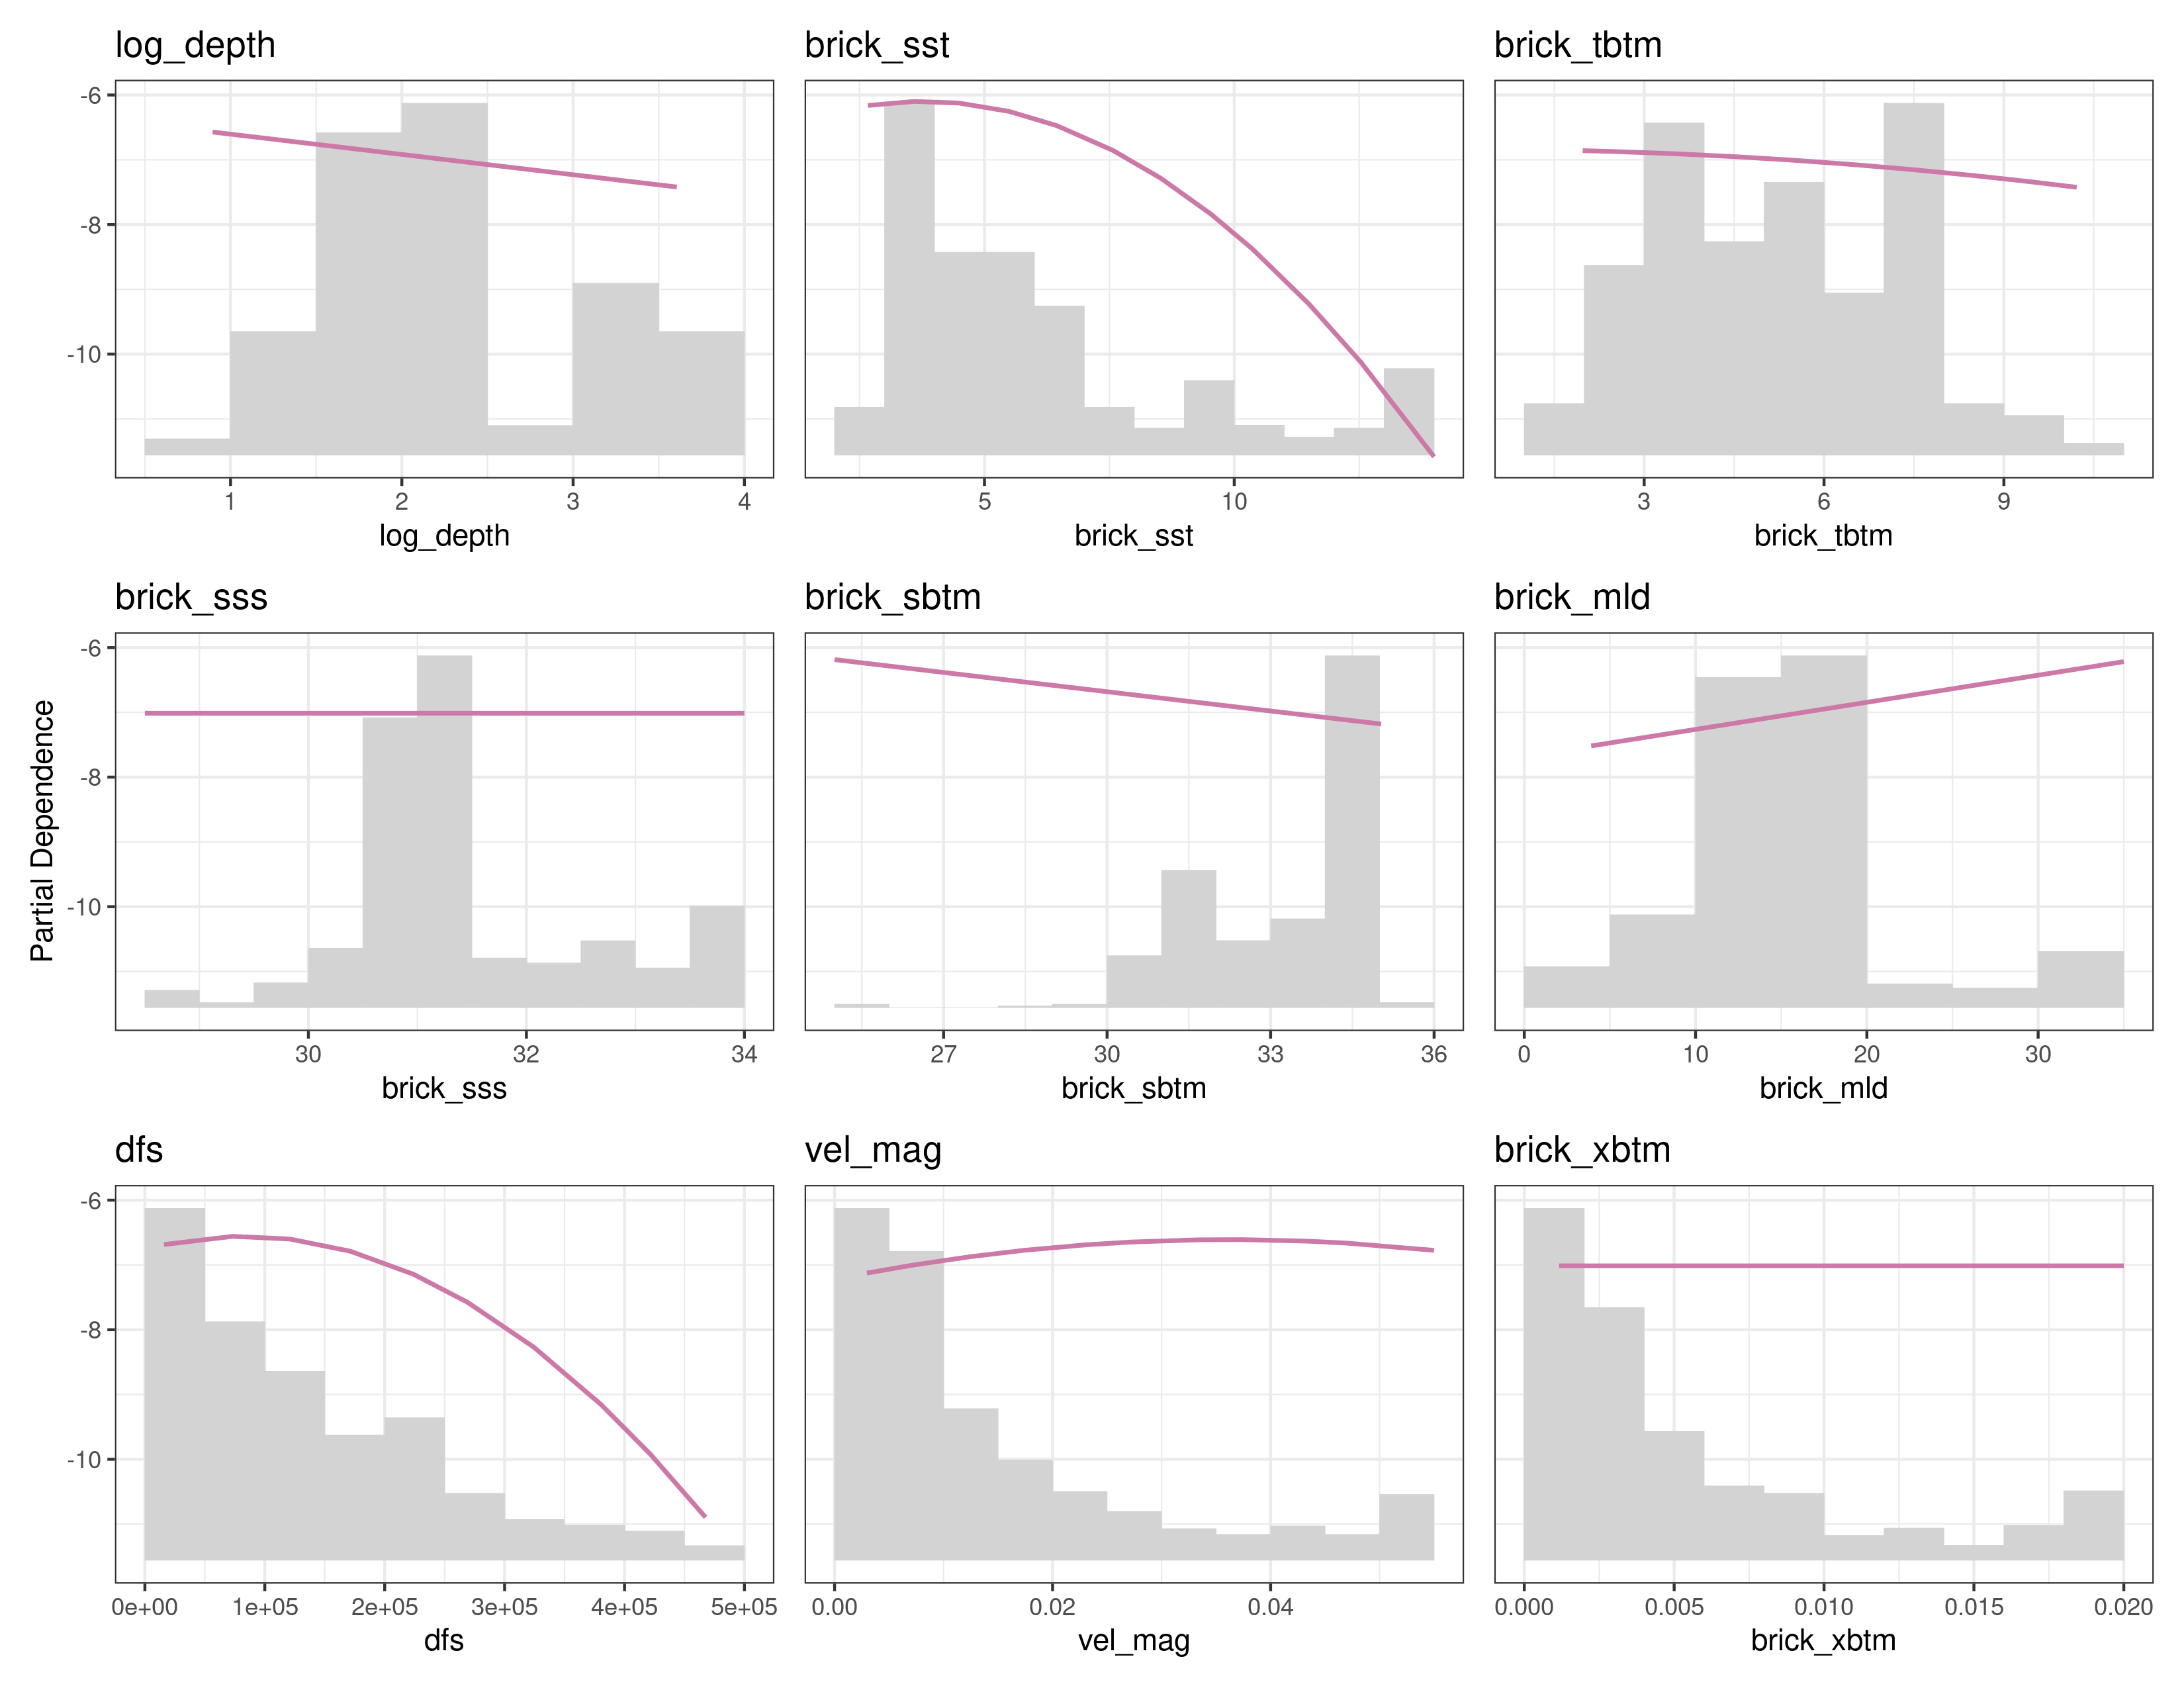 log_depth
brick_sst
brick_tbtm
-6
-8
-10
1 2 3 4
5 10
3 6 9
log_depth
brick_sst
brick_tbtm
brick_sss
brick_sbtm
brick_mld
Partial Dependence
-6
-8
-10
30 32 34
27 30 33 36
0 10 20 30
brick_sss
brick_sbtm
brick_mld
dfs
vel_mag
brick_xbtm
-6
-8
-10
0e+00 1e+05 2e+05 3e+05 4e+05 5e+05
0.00 0.02 0.04
0.000 0.005 0.010 0.015 0.020
dfs
vel_mag
brick_xbtm